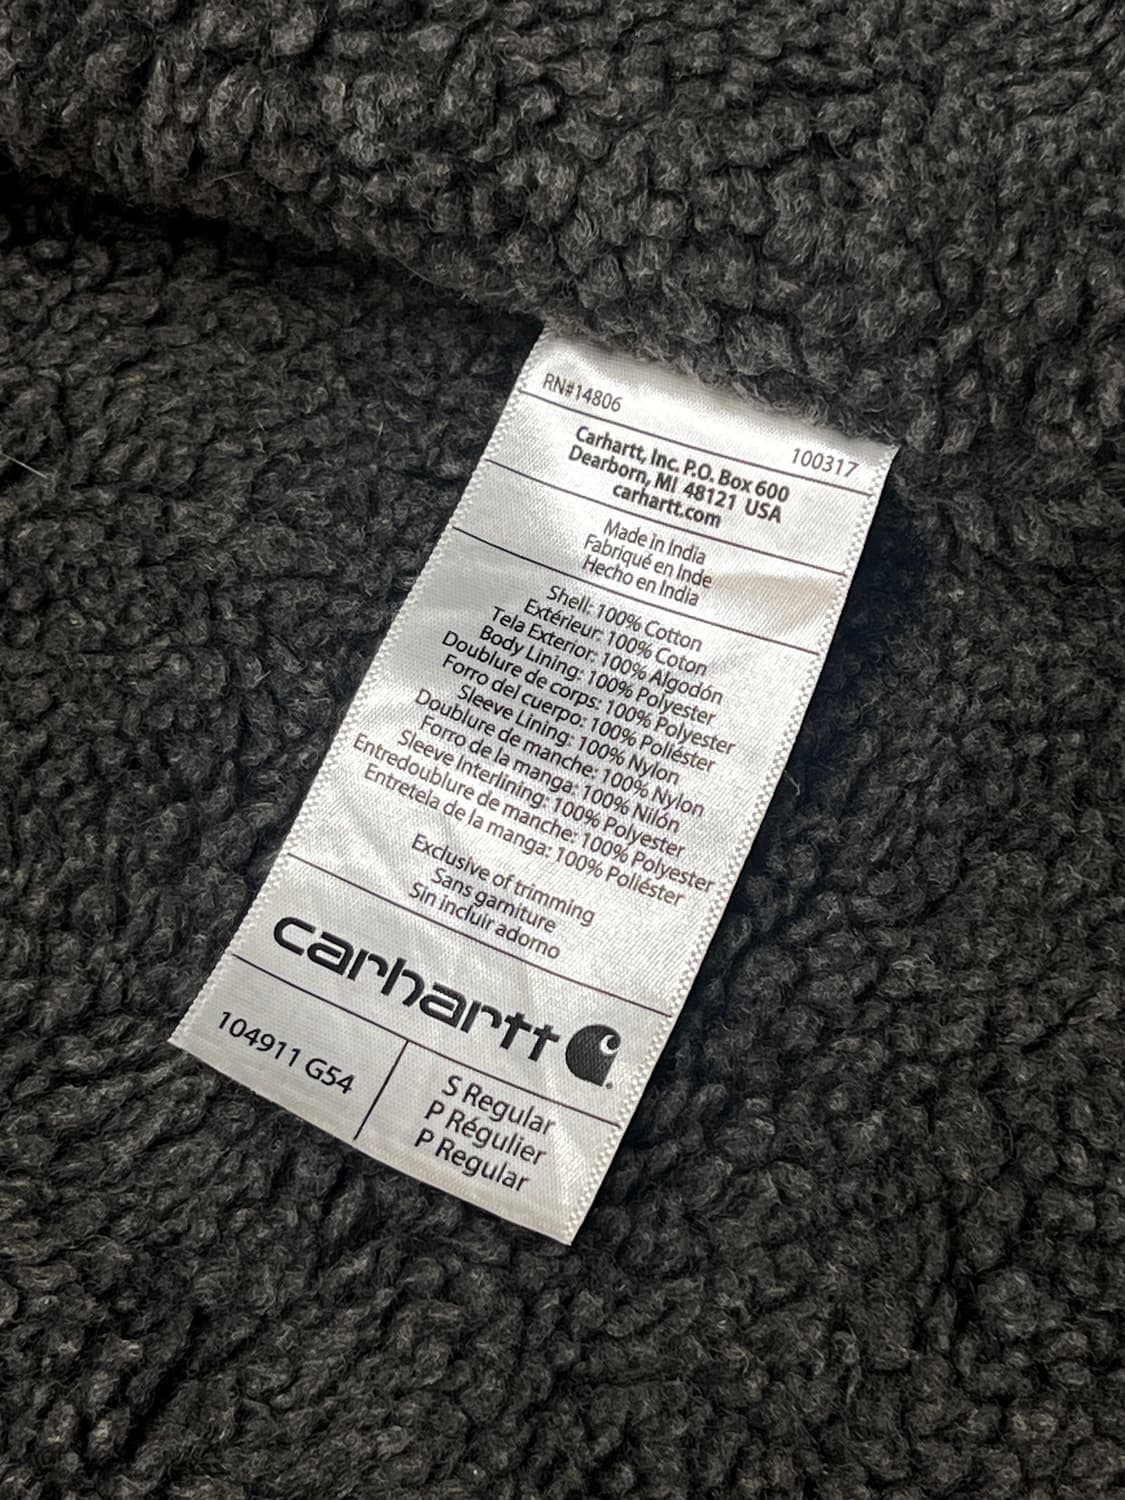 RN#14806
100317
Carhartt, Inc. P.O. Box 600
Dearborn, MI 48121 USA
carhartt.com
Made in India
Fabriqué en Inde
Hecho en India
Shell: 100% Cotton
Extérieur: 100% Coton
Tela Exterior: 100% Algodón
Body Lining: 100% Polyester
Doublure de corps: 100% Polyester
Forro del cuerpo: 100% Poliéster
Sleeve Lining: 100% Nylon
Doublure de manche: 100% Nylon
Forro de la manga: 100% Nilón
Sleeve Interlining: 100% Polyester
Entredoublure de manche: 100% Polyester
Entretela de la manga: 100% Poliéster
Exclusive of trimming
Sans garniture
Sin incluir adorno
carhartt
104911 G54
S Regular
P Régulier
P Regular